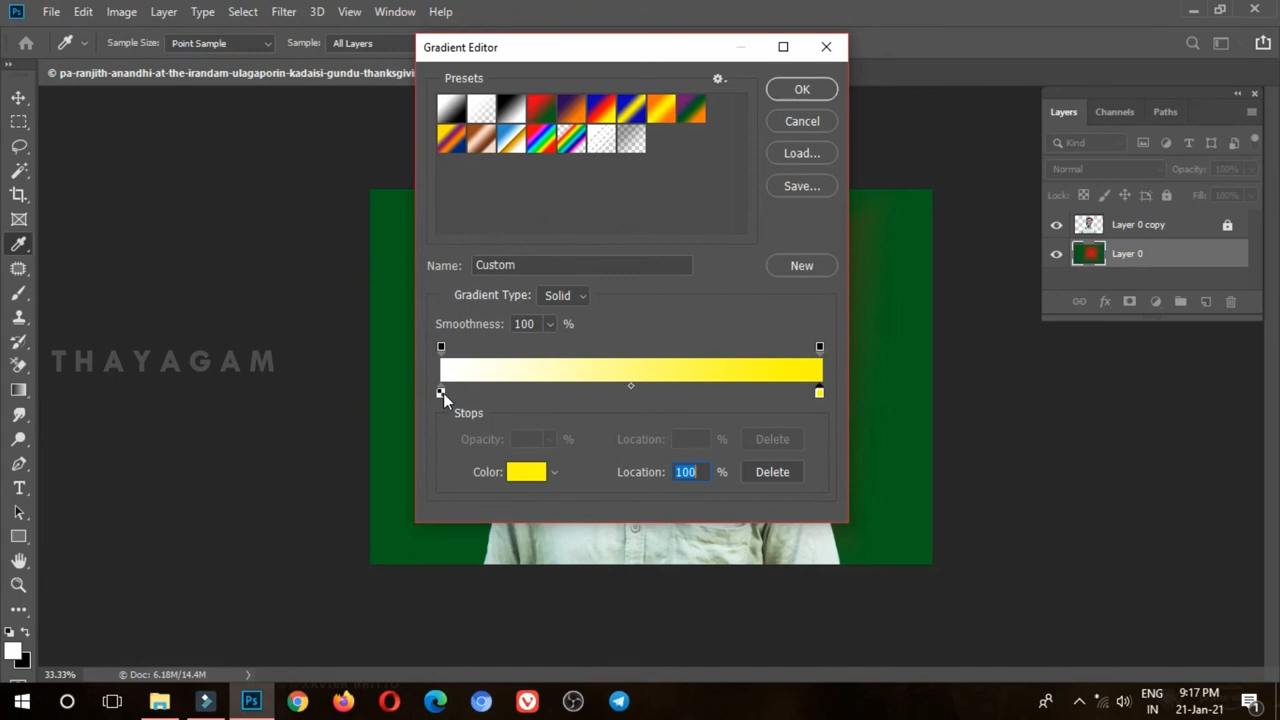 Ps File Edit Image Layer Type Select Filter 3D View Window Help
Sample Size: Point Sample Sample: All Layers
© pa-ranjith-anandhi-at-the-irandam-ulagaporin-kadaisi-gundu-thanksgivi
Gradient Editor
Presets
OK
Cancel
Load...
Save...
Name: Custom
New
Gradient Type: Solid
Smoothness: 100 %
Stops
Opacity: % Location: % Delete
Color: Location: 100 % Delete
Layers Channels Paths
Kind
Normal Opacity: 100%
Lock: Fill: 100%
Layer 0 copy
Layer 0
THAYAGAM
33.33% © Doc: 6.18M/14.4M
Ps
ENG
IN
9:17 PM
21-Jan-21